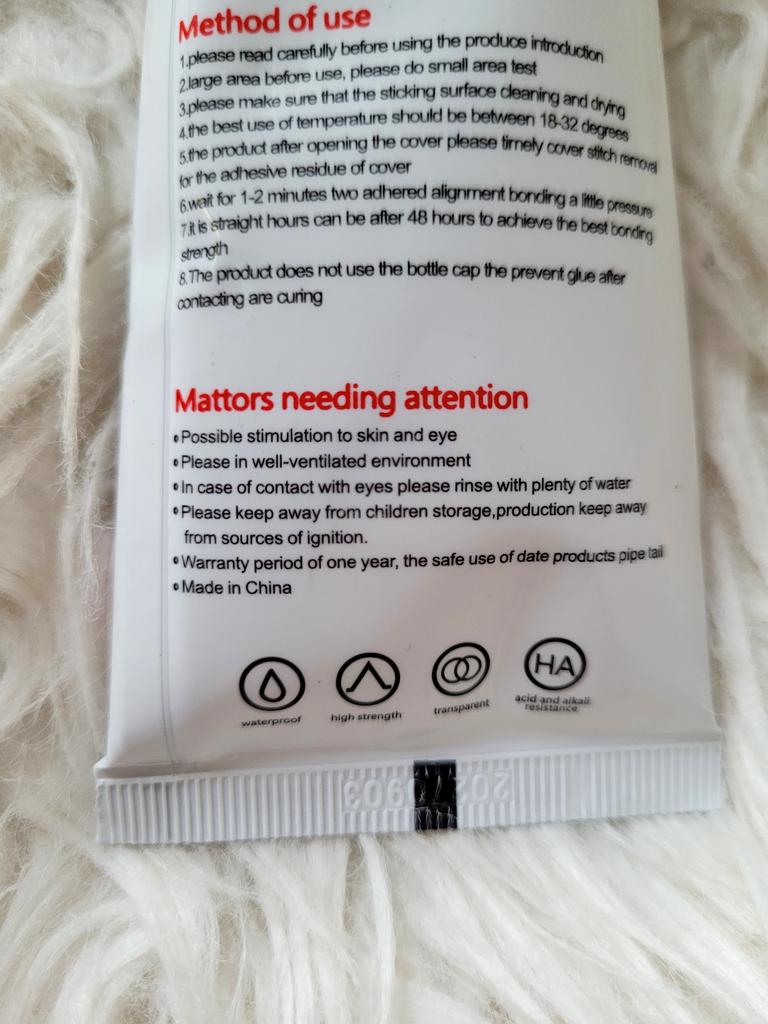 Method of use
1.please read carefully before using the produce introduction
2.large area before use, please do small area test
3.please make sure that the sticking surface cleaning and drying
4.the best use of temperature should be between 18-32 degrees
5.the product after opening the cover please timely cover stitch removal
for the adhesive residue of cover
6.wait for 1-2 minutes two adhered alignment bonding a little pressure
7.it is straight hours can be after 48 hours to achieve the best bonding
strength
8.The product does not use the bottle cap the prevent glue after
contacting are curing
Mattors needing attention
•Possible stimulation to skin and eye
•Please in well-ventilated environment
•In case of contact with eyes please rinse with plenty of water
•Please keep away from children storage,production keep away
from sources of ignition.
•Warranty period of one year, the safe use of date products pipe tail
•Made in China
HA
waterproof
high strength
transparent
acid and alkali
resistance